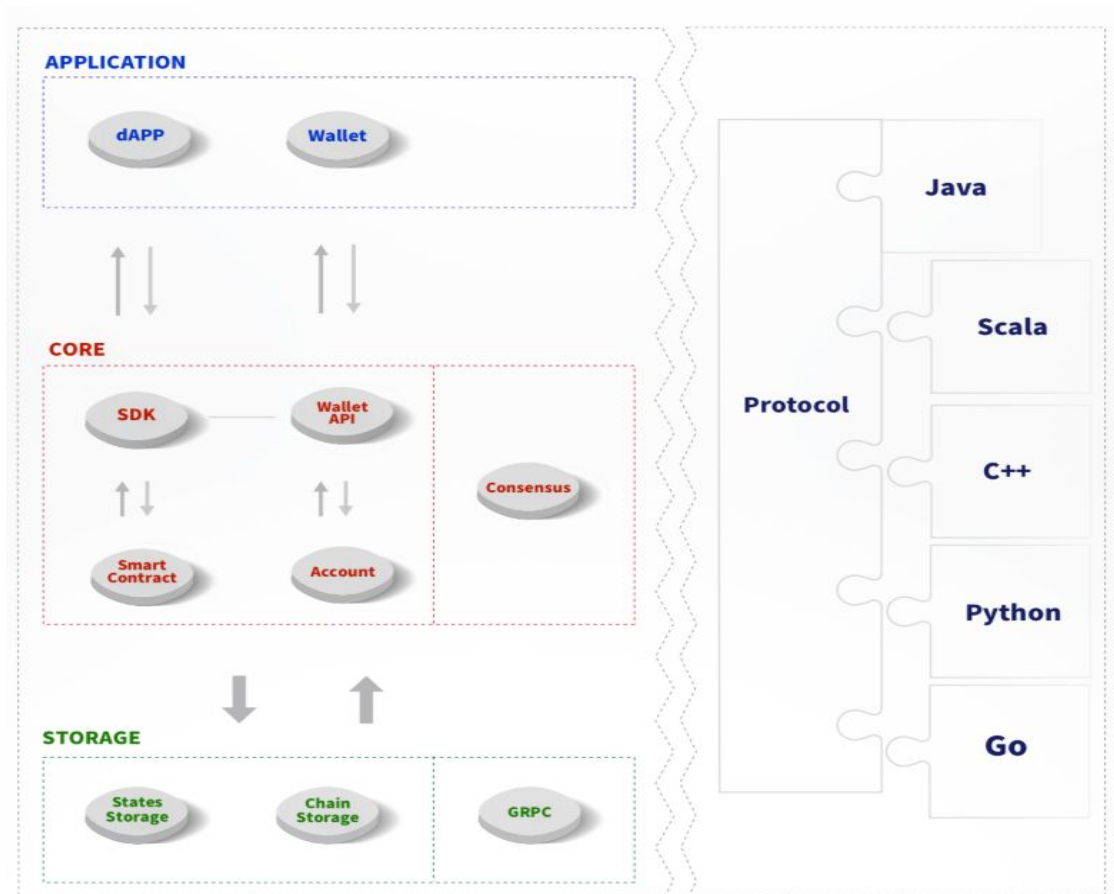 APPLICATION
dAPP
Wallet
CORE
SDK
Wallet
API
Consensus
Smart
Contract
Account
STORAGE
States
Storage
Chain
Storage
GRPC
Protocol
Java
Scala
C++
Python
Go